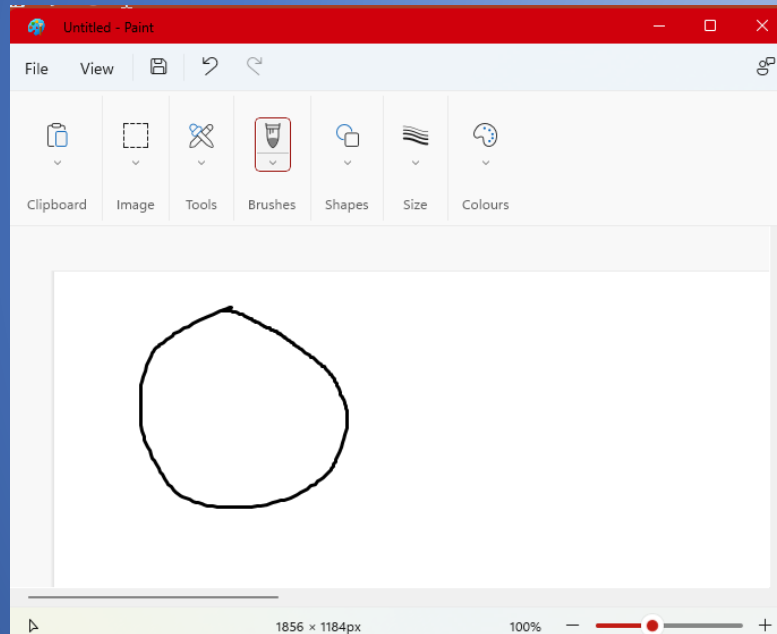 Untitled - Paint
File View
Clipboard Image Tools Brushes Shapes Size Colours
1856 × 1184px 100%